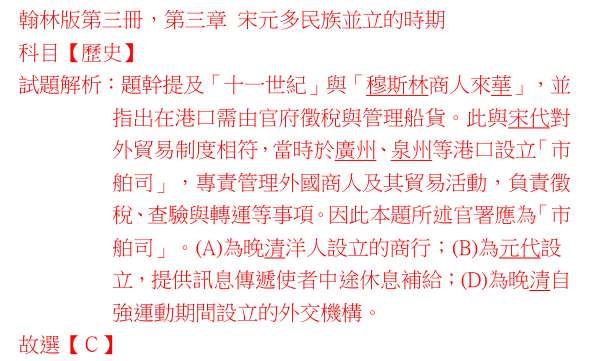 翰林版第三冊，第三章 宋元多民族並立的時期
科目【歷史】
試題解析：題幹提及「十一世紀」與「穆斯林商人來華」，並
指出在港口需由官府徵稅與管理船貨。此與宋代對
外貿易制度相符，當時於廣州、泉州等港口設立「市
舶司」，專責管理外國商人及其貿易活動，負責徵
稅、查驗與轉運等事項。因此本題所述官署應為「市
舶司」。(A)為晚清洋人設立的商行；(B)為元代設
立，提供訊息傳遞使者中途休息補給；(D)為晚清自
強運動期間設立的外交機構。
故選【 C 】